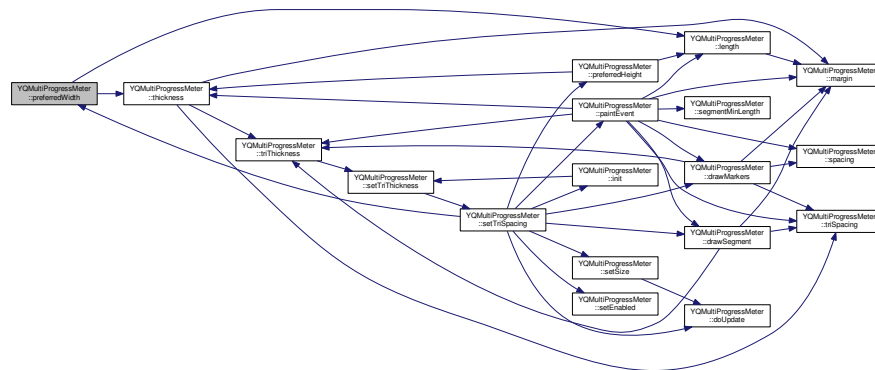 YQMultiProgressMeter
::preferredWidth
YQMultiProgressMeter
::thickness
YQMultiProgressMeter
::triThickness
YQMultiProgressMeter
::setTriThickness
YQMultiProgressMeter
::setTriSpacing
YQMultiProgressMeter
::preferredHeight
YQMultiProgressMeter
::paintEvent
YQMultiProgressMeter
::init
YQMultiProgressMeter
::setSize
YQMultiProgressMeter
::setEnabled
YQMultiProgressMeter
::length
YQMultiProgressMeter
::segmentMinLength
YQMultiProgressMeter
::drawMarkers
YQMultiProgressMeter
::drawSegment
YQMultiProgressMeter
::doUpdate
YQMultiProgressMeter
::margin
YQMultiProgressMeter
::spacing
YQMultiProgressMeter
::triSpacing